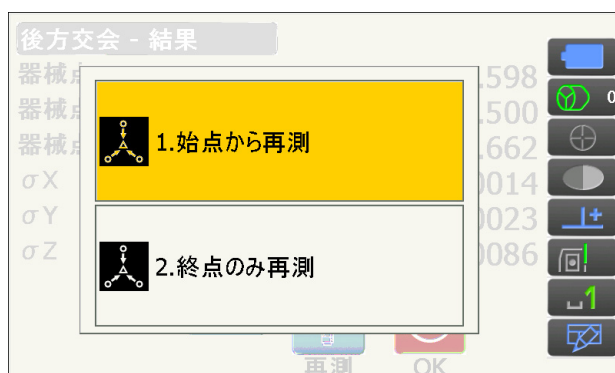 後方交会 - 結果
器械点
.598
器械点
.500
器械点
.662
σX
0014
σY
0023
σZ
0086
1.始点から再測
2.終点のみ再測
再測
OK
0
1